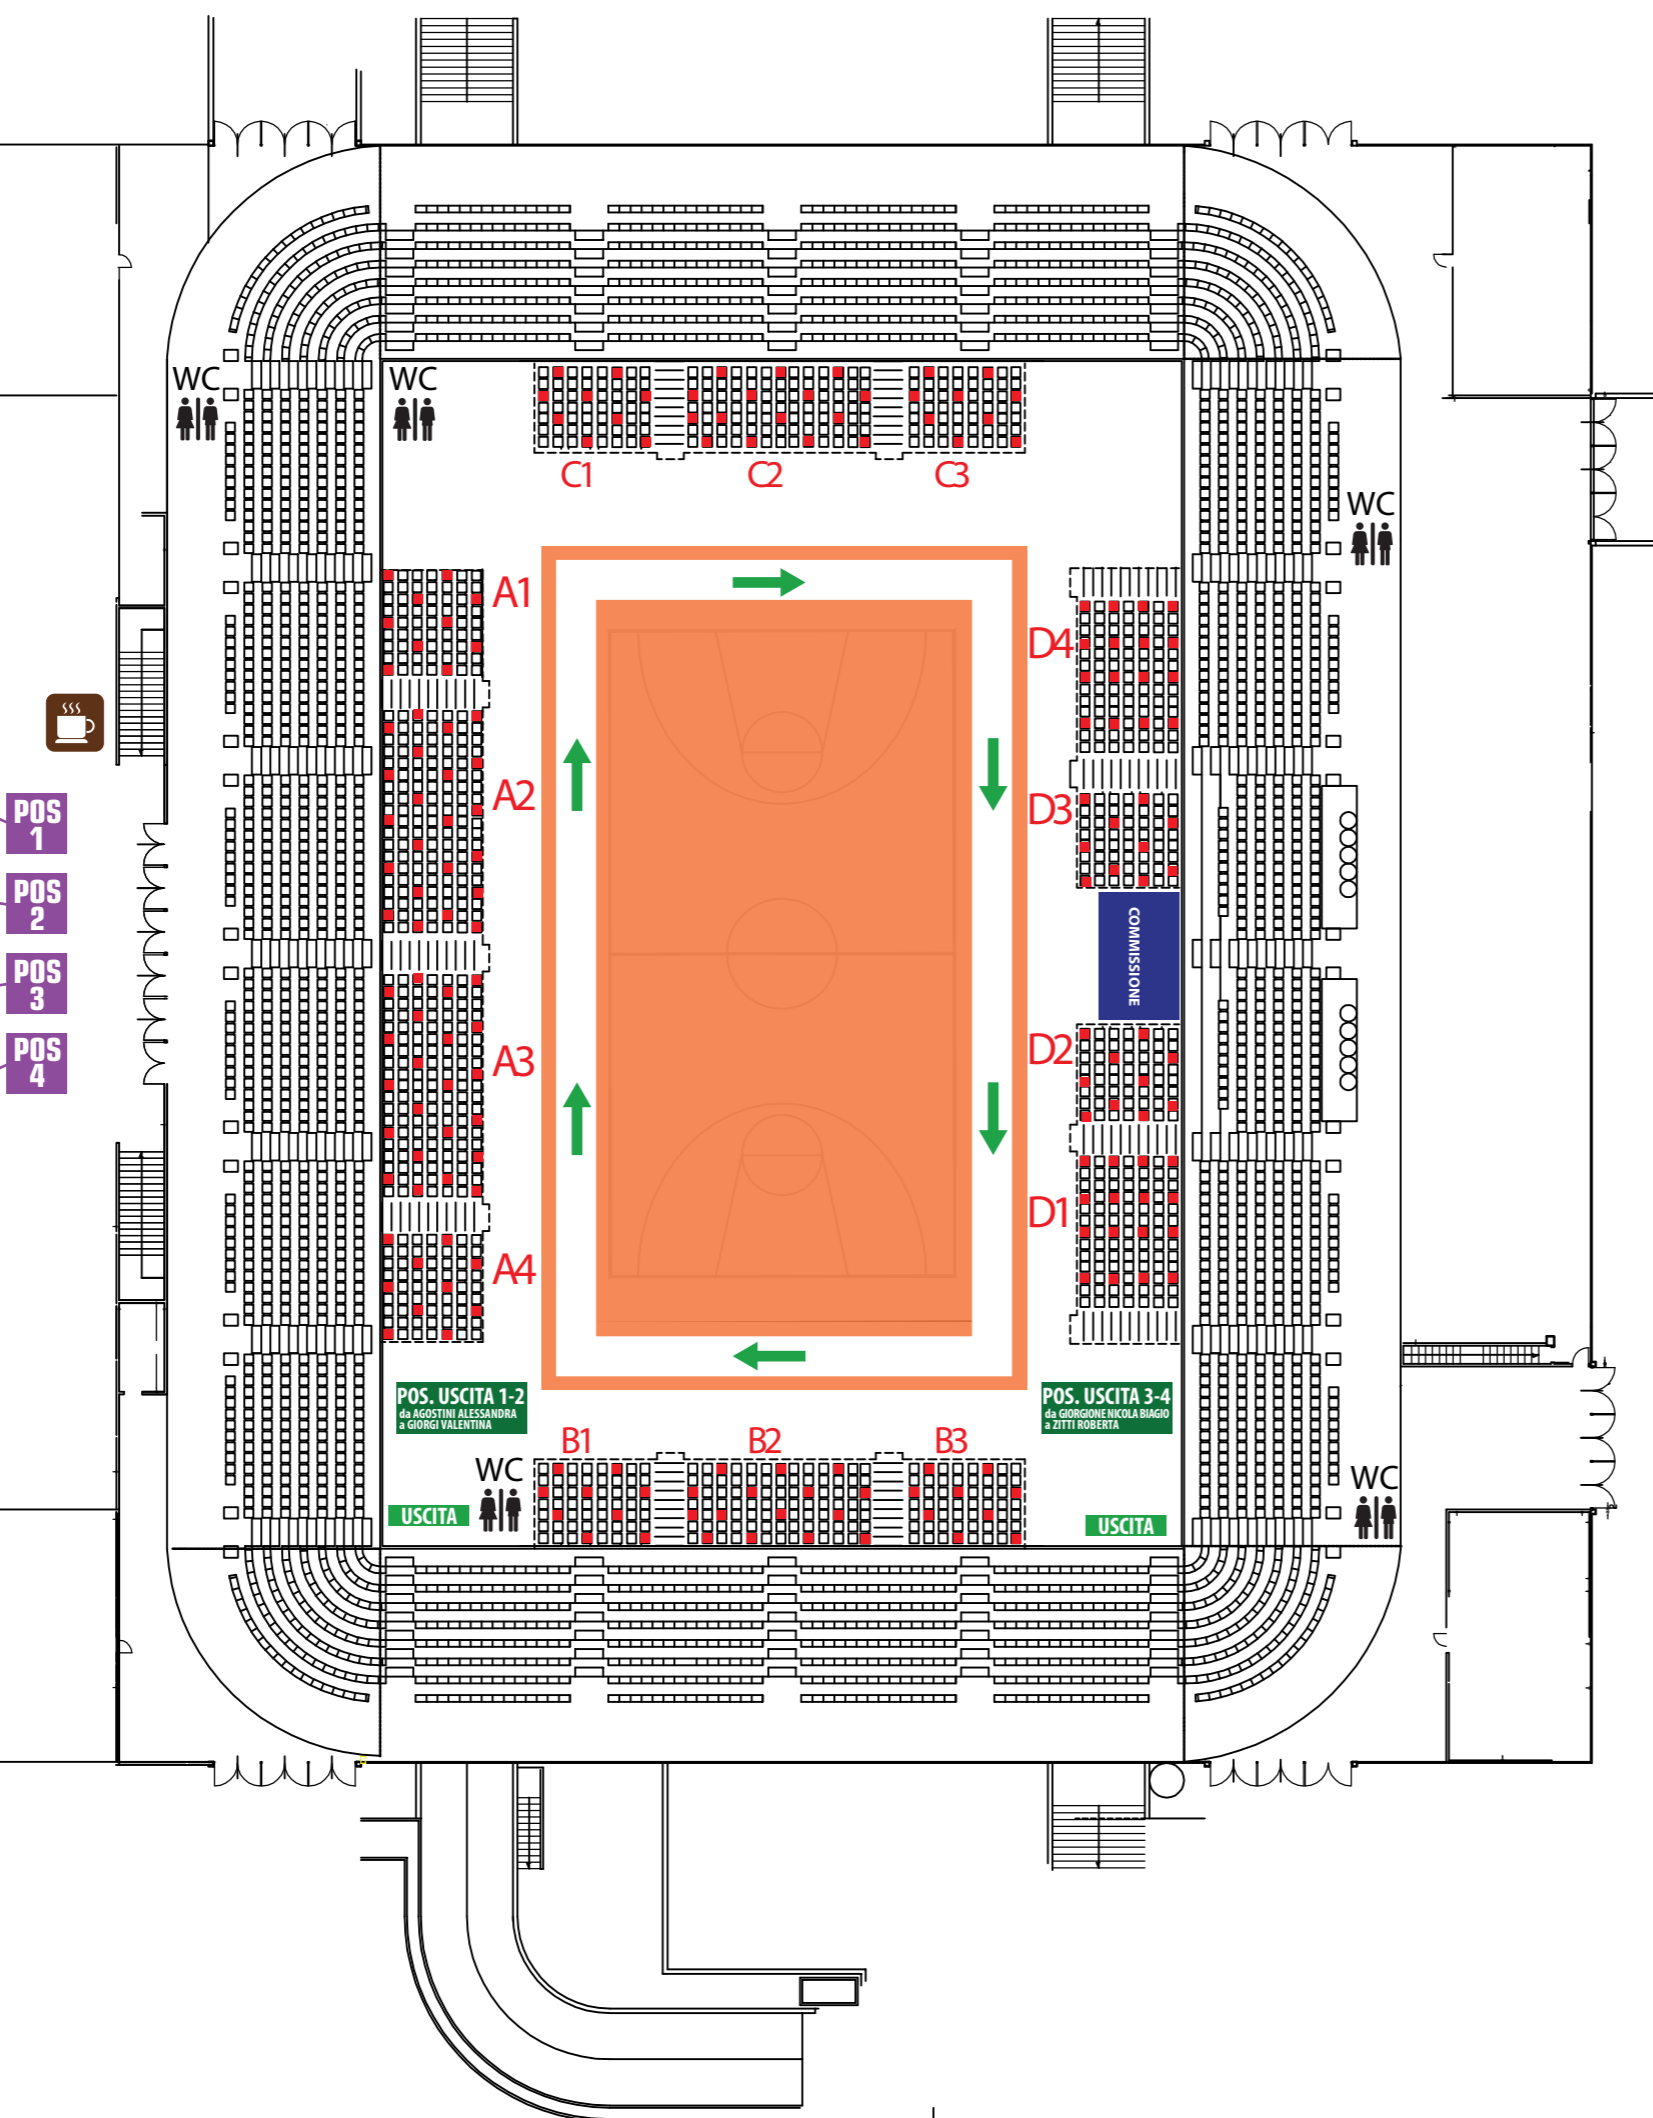 WC
WC
C1
C2
C3
WC
A1
D4
A2
D3
POS
1
POS
2
COMMISSIONE
POS
3
POS
4
D2
A3
D1
A4
POS. USCITA 1-2
da AGOSTINI ALESSANDRA
a GIORGI VALENTINA
POS. USCITA 3-4
da GIORGIONE NICOLA BIAGIO
a ZITTI ROBERTA
B1
B2
B3
WC
WC
USCITA
USCITA